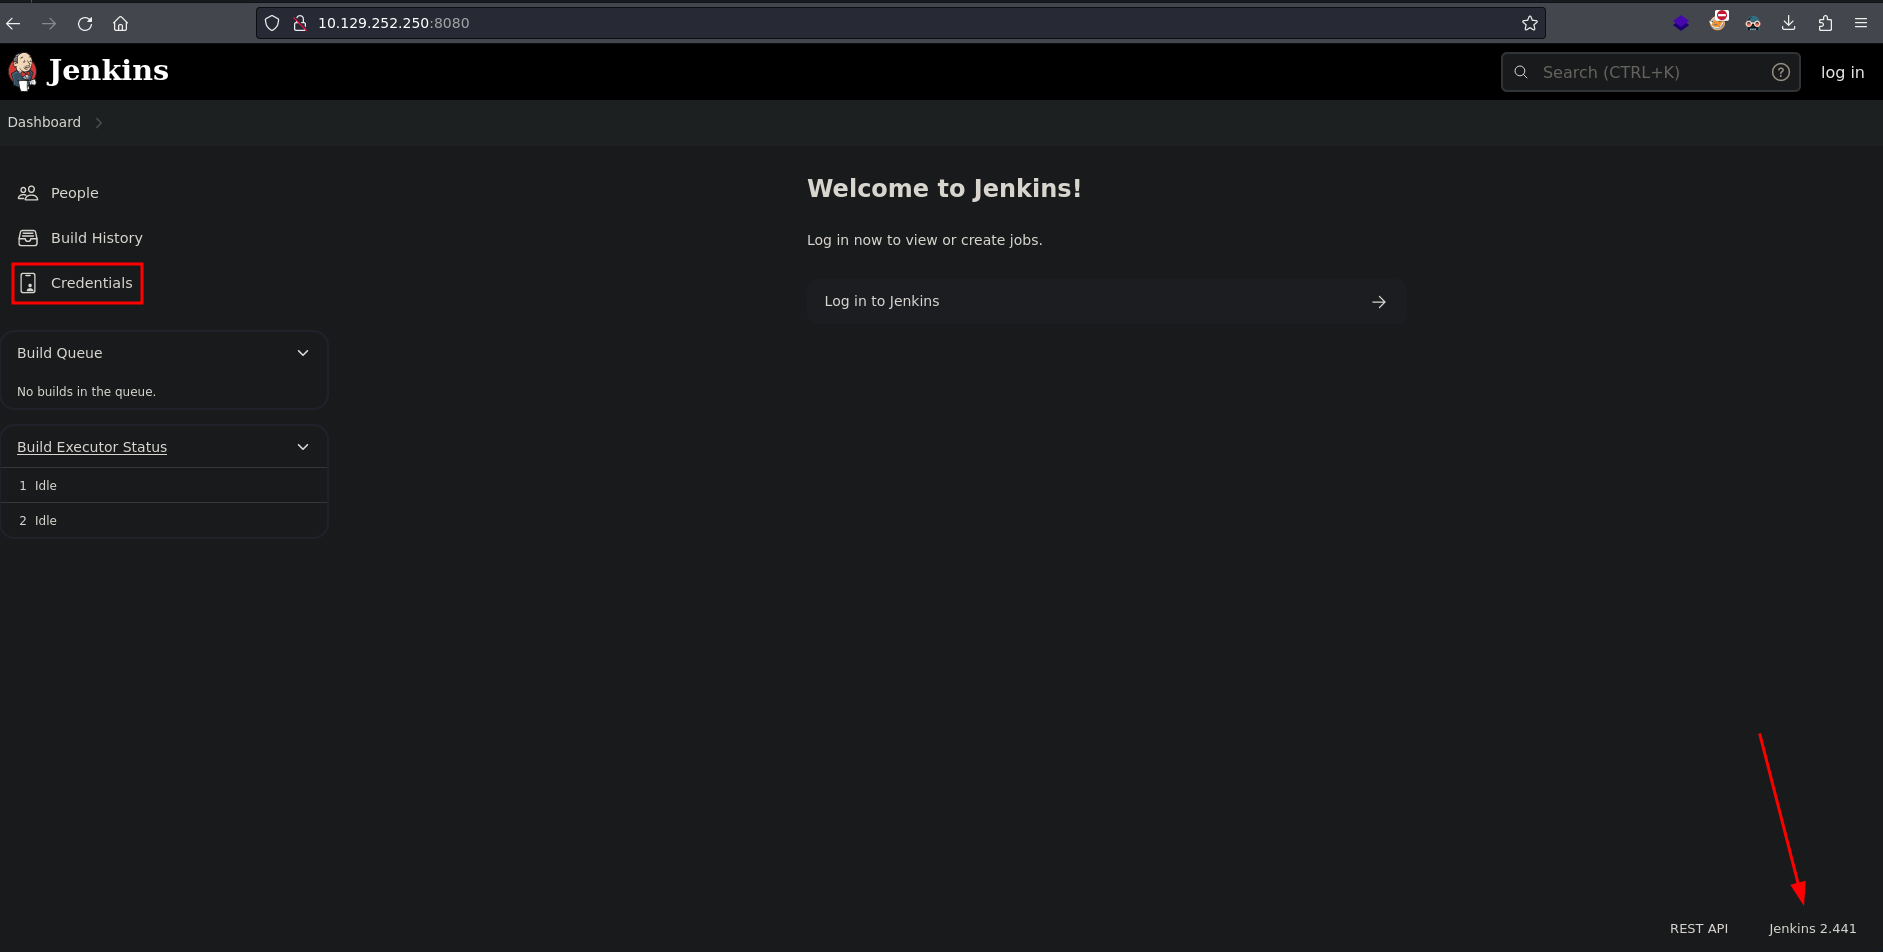 10.129.252.250:8080
Jenkins
Search (CTRL+K)
log in
Dashboard
People
Build History
Credentials
Build Queue
No builds in the queue.
Build Executor Status
1 Idle
2 Idle
Welcome to Jenkins!
Log in now to view or create jobs.
Log in to Jenkins
REST API
Jenkins 2.441